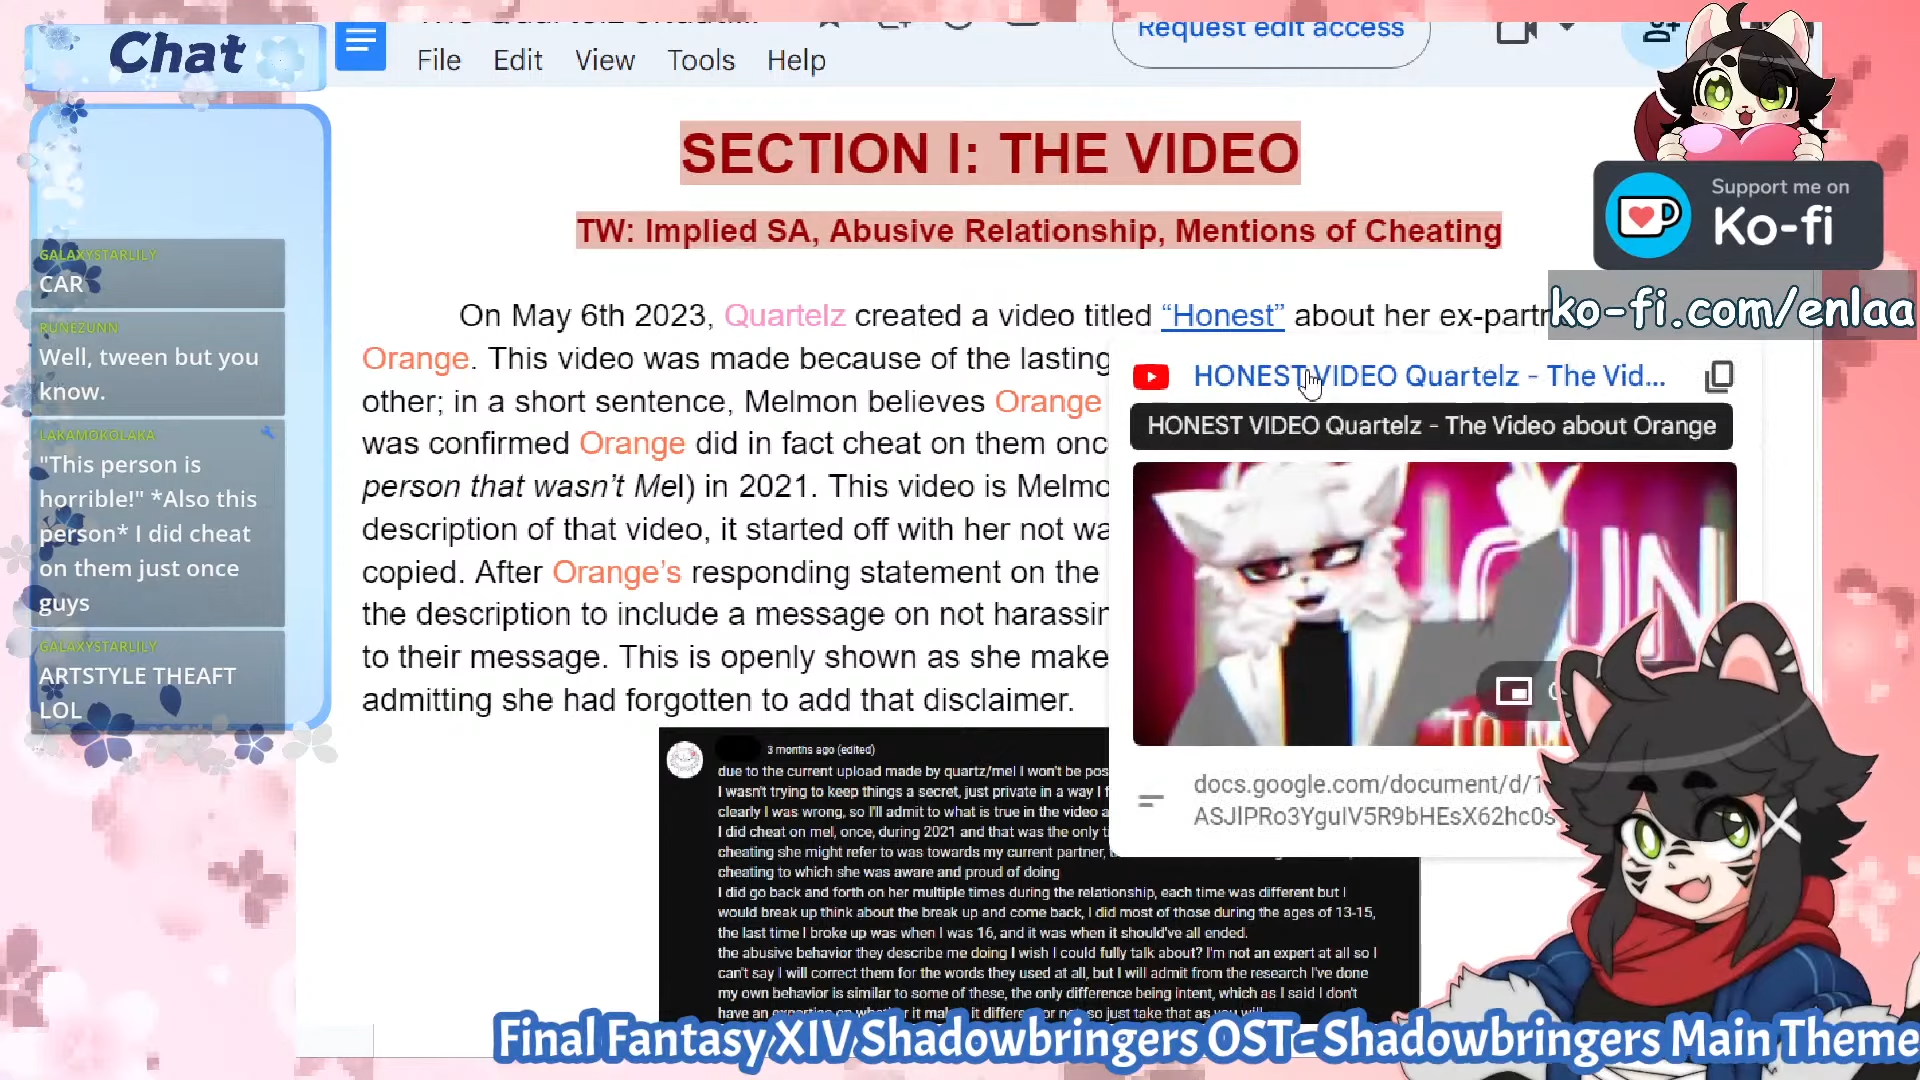 Chat
GALAXYSTARLILY
CAR
RUNEZUNN
Well, tween but you
know.
LAKAMOKOLAKA
"This person is
horrible!" *Also this
person* I did cheat
on them just once
guys
GALAXYSTARLILY
ARTSTYLE THEAFT
LOL
Request edit access
File Edit View Tools Help
SECTION I: THE VIDEO
TW: Implied SA, Abusive Relationship, Mentions of Cheating
On May 6th 2023, Quartelz created a video titled “Honest” about her ex-partn
Orange. This video was made because of the lasting
other; in a short sentence, Melmon believes Orange
was confirmed Orange did in fact cheat on them onc
person that wasn’t Mel) in 2021. This video is Melmo
description of that video, it started off with her not wa
copied. After Orange’s responding statement on the
the description to include a message on not harassin
to their message. This is openly shown as she make
admitting she had forgotten to add that disclaimer.
HONEST VIDEO Quartelz - The Vid...
HONEST VIDEO Quartelz - The Video about Orange
docs.google.com/document/d/1
ASJlPRo3YguIV5R9bHEsX62hc0s
3 months ago (edited)
due to the current upload made by quartz/mel I won't be pos
I wasn't trying to keep things a secret, just private in a way I
clearly I was wrong, so I'll admit to what is true in the video a
I did cheat on mel, once, during 2021 and that was the only
cheating she might refer to was towards my current partner,
cheating to which she was aware and proud of doing
I did go back and forth on her multiple times during the relationship, each time was different but I
would break up think about the break up and come back, I did most of those during the ages of 13-15,
the last time I broke up was when I was 16, and it was when it should've all ended.
the abusive behavior they describe me doing I wish I could fully talk about? I'm not an expert at all so I
can't say I will correct them for the words they used at all, but I will admit from the research I've done
my own behavior is similar to some of these, the only difference being intent, which as I said I don't
have an
so just take that as you will
Support me on
Ko-fi
ko-fi.com/enlaa
Final Fantasy XIV Shadowbringers OST - Shadowbringers Main Theme